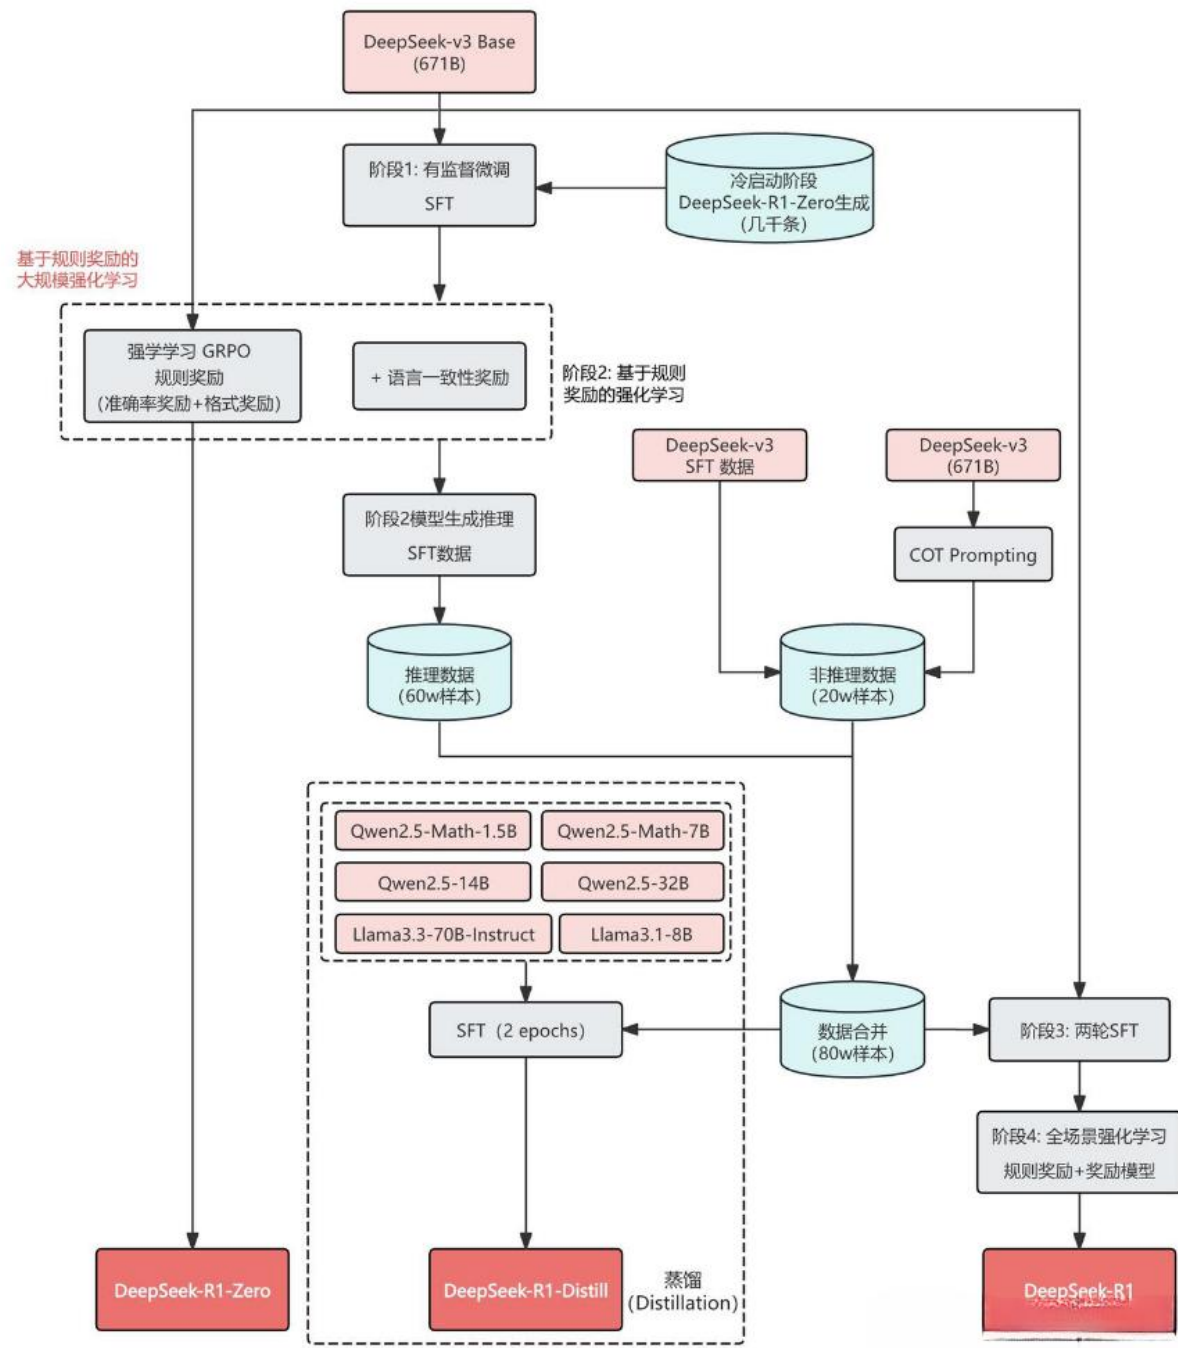 DeepSeek-v3 Base
(671B)
阶段1: 有监督微调
SFT
冷启动阶段
DeepSeek-R1-Zero生成
(几千条)
基于规则奖励的
大规模强化学习
强学学习 GRPO
规则奖励
(准确率奖励+格式奖励)
+ 语言一致性奖励
阶段2: 基于规则
奖励的强化学习
DeepSeek-v3
SFT 数据
DeepSeek-v3
(671B)
阶段2模型生成推理
SFT数据
COT Prompting
推理数据
(60w样本)
非推理数据
(20w样本)
Qwen2.5-Math-1.5B
Qwen2.5-Math-7B
Qwen2.5-14B
Qwen2.5-32B
Llama3.3-70B-Instruct
Llama3.1-8B
SFT（2 epochs）
数据合并
(80w样本)
阶段3: 两轮SFT
阶段4: 全场景强化学习
规则奖励+奖励模型
DeepSeek-R1-Zero
DeepSeek-R1-Distill
蒸馏
(Distillation)
DeepSeek-R1